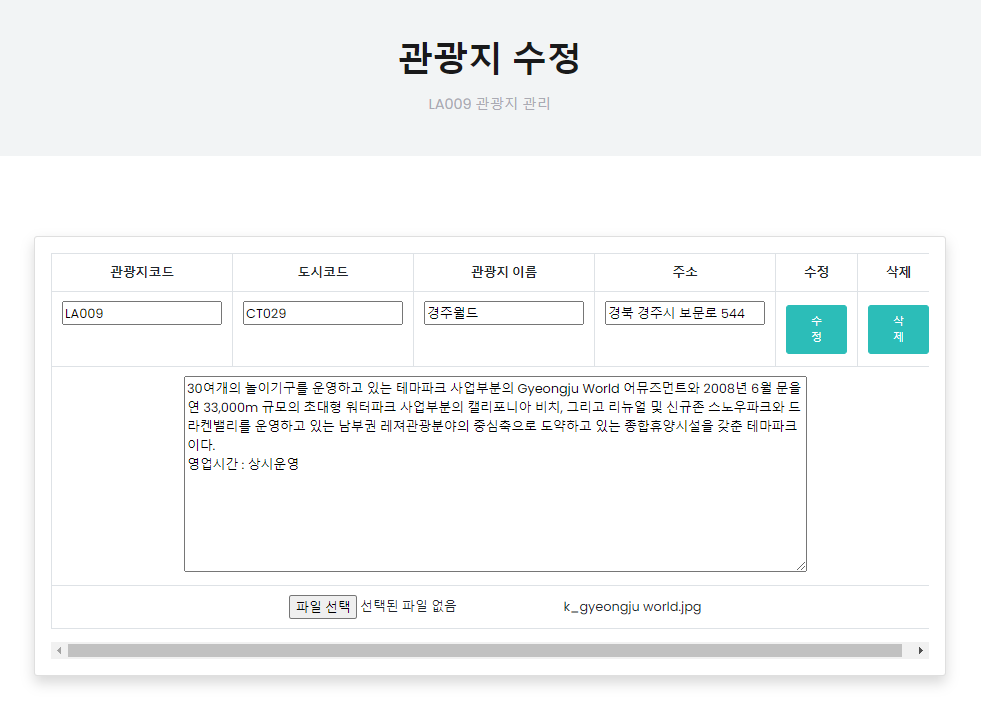 관광지 수정
LA009 관광지 관리
관광지코드 도시코드 관광지 이름 주소 수정 삭제
LA009 CT029 경주월드 경북 경주시 보문로 544 수정 삭제
30여개의 놀이기구를 운영하고 있는 테마파크 사업부분의 Gyeongju World 어뮤즈먼트와 2008년 6월 문을
연 33,000m 규모의 초대형 워터파크 사업부분의 캘리포니아 비치, 그리고 리뉴얼 및 신규존 스노우파크와 드
라켄밸리를 운영하고 있는 남부권 레져관광분야의 중심축으로 도약하고 있는 종합휴양시설을 갖춘 테마파크
이다.
영업시간 : 상시운영
파일 선택 선택된 파일 없음 k_gyeongju world.jpg